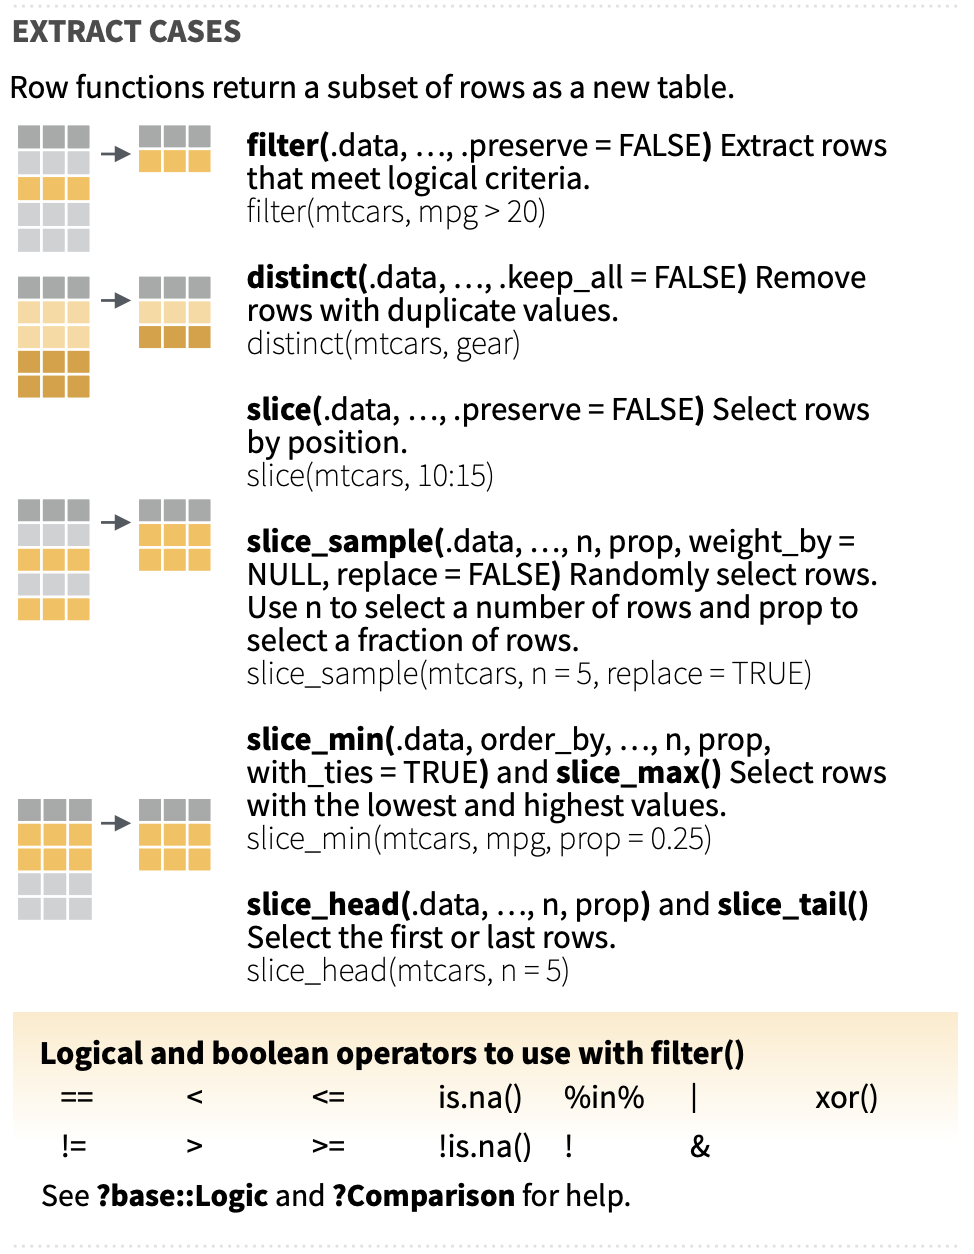 EXTRACT CASES
Row functions return a subset of rows as a new table.
filter(.data, …, .preserve = FALSE) Extract rows
that meet logical criteria.
filter(mtcars, mpg > 20)
distinct(.data, …, .keep_all = FALSE) Remove
rows with duplicate values.
distinct(mtcars, gear)
slice(.data, …, .preserve = FALSE) Select rows
by position.
slice(mtcars, 10:15)
slice_sample(.data, …, n, prop, weight_by =
NULL, replace = FALSE) Randomly select rows.
Use n to select a number of rows and prop to
select a fraction of rows.
slice_sample(mtcars, n = 5, replace = TRUE)
slice_min(.data, order_by, …, n, prop,
with_ties = TRUE) and slice_max() Select rows
with the lowest and highest values.
slice_min(mtcars, mpg, prop = 0.25)
slice_head(.data, …, n, prop) and slice_tail()
Select the first or last rows.
slice_head(mtcars, n = 5)
Logical and boolean operators to use with filter()
== < <= is.na() %in% | xor()
!= > >= !is.na() ! &
See ?base::Logic and ?Comparison for help.